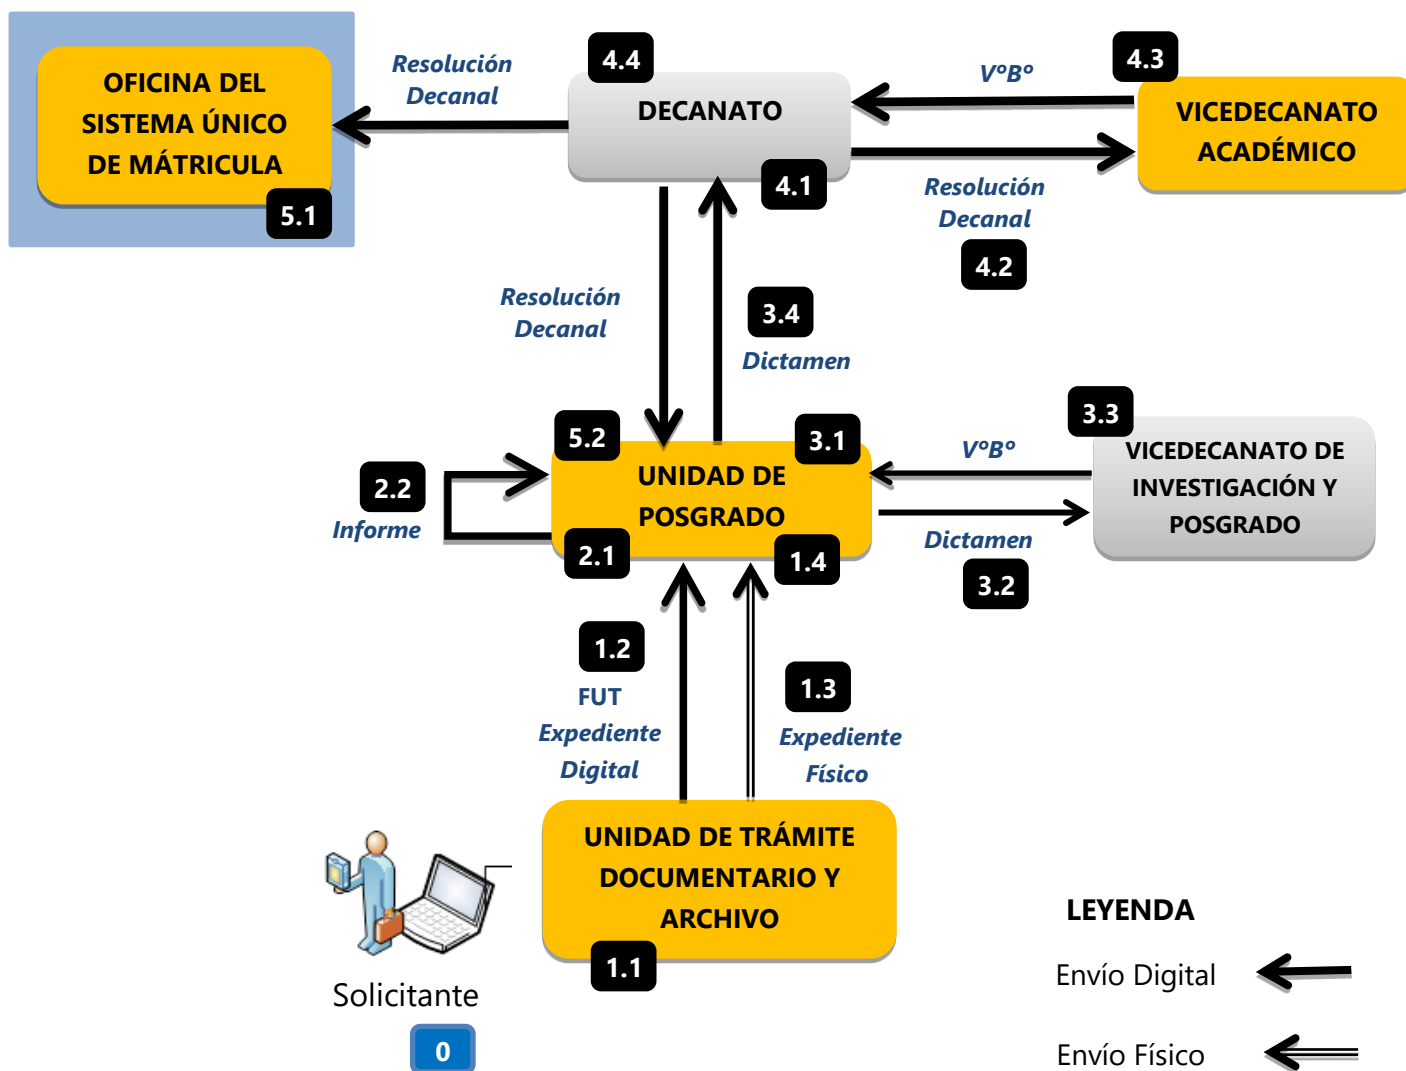 OFICINA DEL
SISTEMA ÚNICO
DE MÁTRICULA
5.1
Resolución
Decanal
4.4
DECANATO
4.1
VºBº
4.3
VICEDECANATO
ACADÉMICO
Resolución
Decanal
4.2
Resolución
Decanal
3.4
Dictamen
5.2
3.1
UNIDAD DE
POSGRADO
2.1
1.4
2.2
Informe
VºBº
3.3
VICEDECANATO DE
INVESTIGACIÓN Y
POSGRADO
Dictamen
3.2
1.2
FUT
Expediente
Digital
1.3
Expediente
Físico
UNIDAD DE TRÁMITE
DOCUMENTARIO Y
ARCHIVO
1.1
Solicitante
0
LEYENDA
Envío Digital
Envío Físico